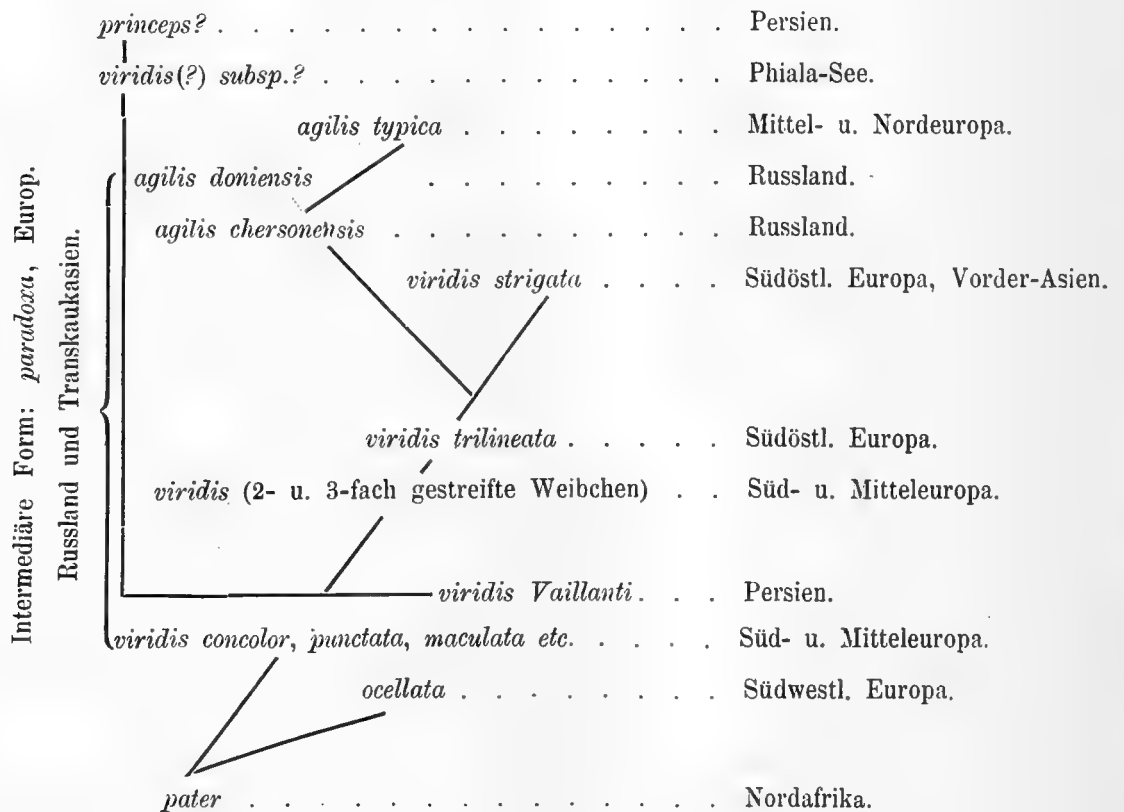 princeps? . . . . . . . . . . . . . . . Persien.
viridis(?) subsp.? . . . . . . . . . . . . . Phiala-See.
agilis typica . . . . . . . . Mittel- u. Nordeuropa.
agilis doniensis . . . . . . . . . Russland.
agilis chersonensis . . . . . . . . . . Russland.
viridis strigata . . . . Südöstl. Europa, Vorder-Asien.
viridis trilineata . . . . . Südöstl. Europa.
viridis (2- u. 3-fach gestreifte Weibchen) . . Süd- u. Mitteleuropa.
viridis Vaillanti . . . Persien.
viridis concolor, punctata, maculata etc. . . . . . Süd- u. Mitteleuropa.
ocellata . . . . . . . . Südwestl. Europa.
pater . . . . . . . . . . . . . . Nordafrika.
Intermediäre Form: paradoxa, Europ.
Russland und Transkaukasien.